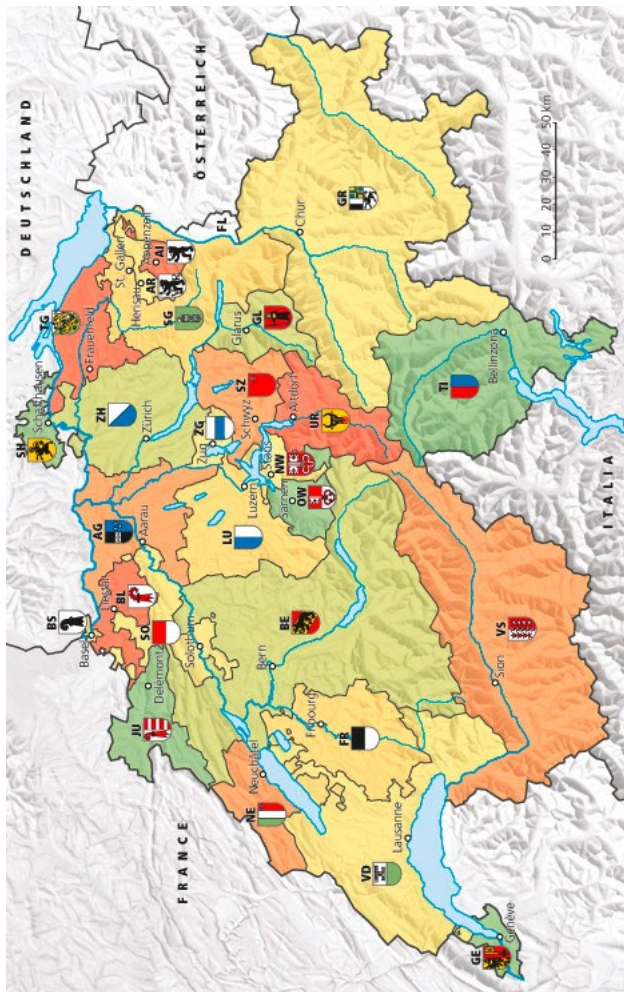 DEUTSCHLAND
SH
Schaffhausen
BS
Basel
TG
Frauenfeld
Liestal
BL
AG
ZH
JU
Delémont
SO
Aarau
Zürich
St. Gallen
Herisau
AR
Appenzell
AI
SG
ÖSTERREICH
FL
FRANCE
Solothurn
ZG
Zug
LU
Luzern
Schwyz
SZ
Glarus
GL
NE
Neuchâtel
Bern
BE
Stans
NW
Sarnen
OW
Altdorf
UR
Chur
GR
Fribourg
FR
VD
Lausanne
VS
Sion
TI
Bellinzona
GE
Genève
ITALIA
0 10 20 30 40 50 km